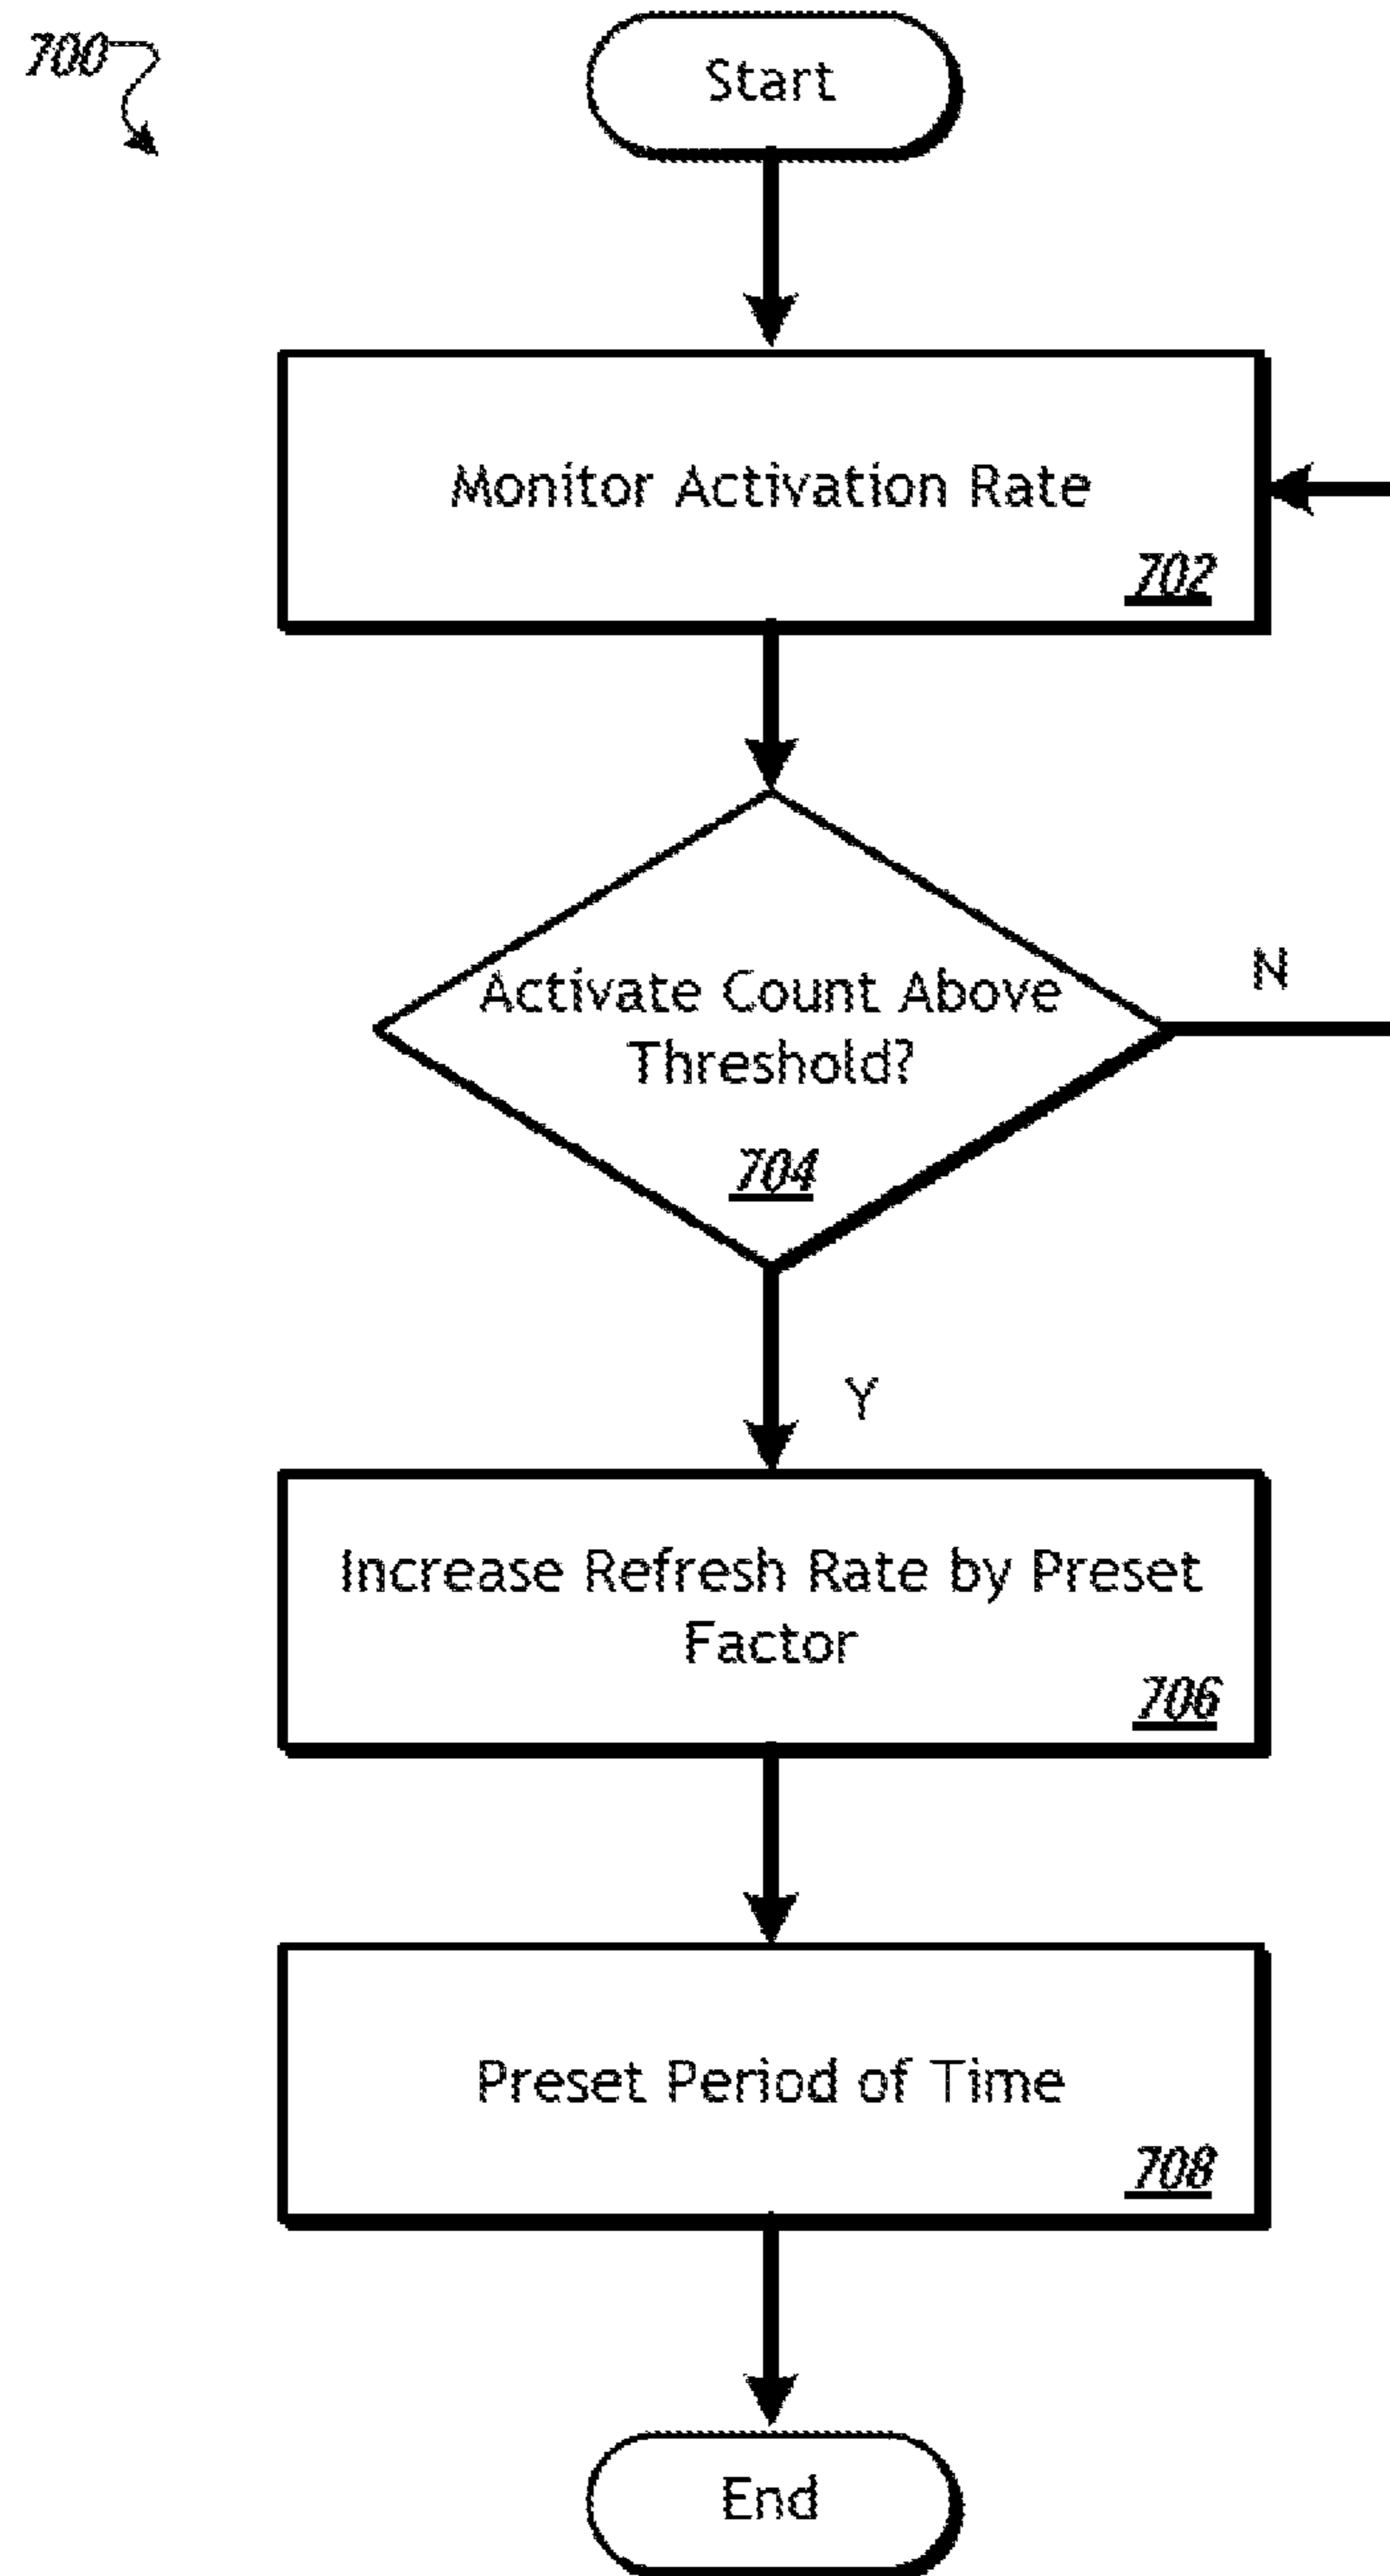 700
Start
Monitor Activation Rate
702
Activate Count Above
Threshold?
704
N
Y
Increase Refresh Rate by Preset
Factor
706
Preset Period of Time
708
End